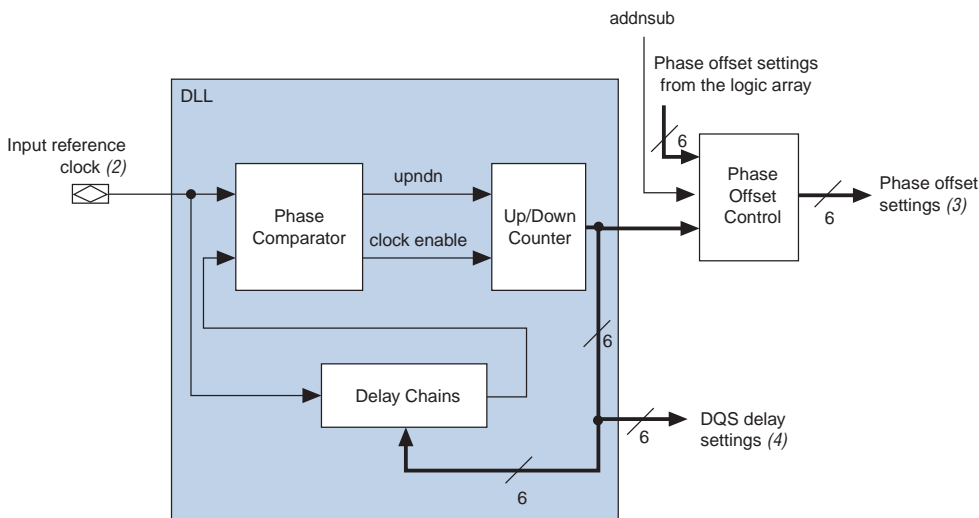 addnsub
Phase offset settings
from the logic array
DLL
6
Input reference
clock (2)
upndn
Phase
Comparator
Up/Down
Counter
clock enable
Phase
Offset
Control
6
Phase offset
settings (3)
6
Delay Chains
6
DQS delay
settings (4)
6